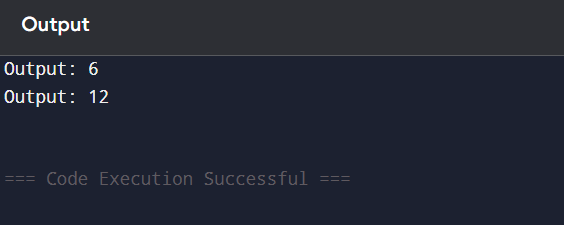 Output
Output: 6
Output: 12
=== Code Execution Successful ===